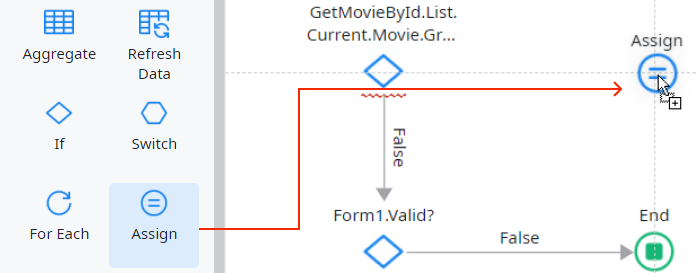 Aggregate
Refresh
Data
If
Switch
For Each
Assign
GetMovieById.List.
Current.Movie.Gr...
Assign
False
Form1.Valid?
False
End